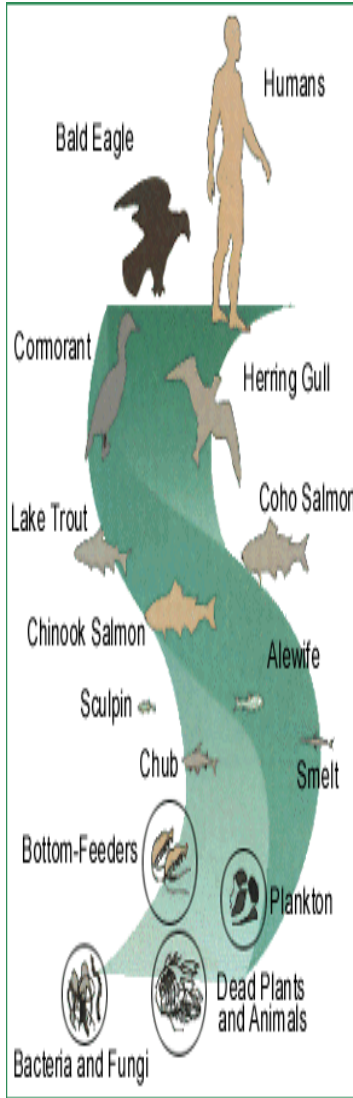 Humans
Bald Eagle
Cormorant
Herring Gull
Coho Salmon
Lake Trout
Chinook Salmon
Alewife
Sculpin
Chub
Smelt
Bottom-Feeders
Plankton
Dead Plants
and Animals
Bacteria and Fungi